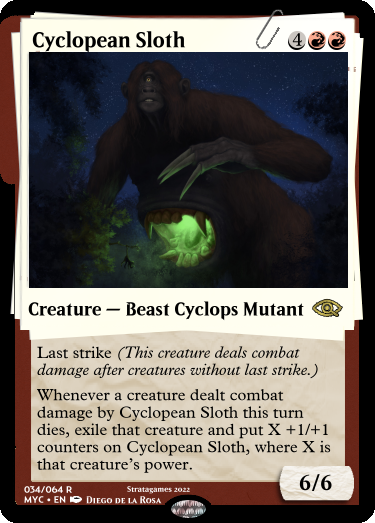 Cyclopean Sloth 4
Creature — Beast Cyclops Mutant
Last strike (This creature deals combat
damage after creatures without last strike.)
Whenever a creature dealt combat
damage by Cyclopean Sloth this turn
dies, exile that creature and put X +1/+1
counters on Cyclopean Sloth, where X is
that creature's power.
6/6
034/064 R
Stratagames 2022
MYC • EN Diego de la Rosa